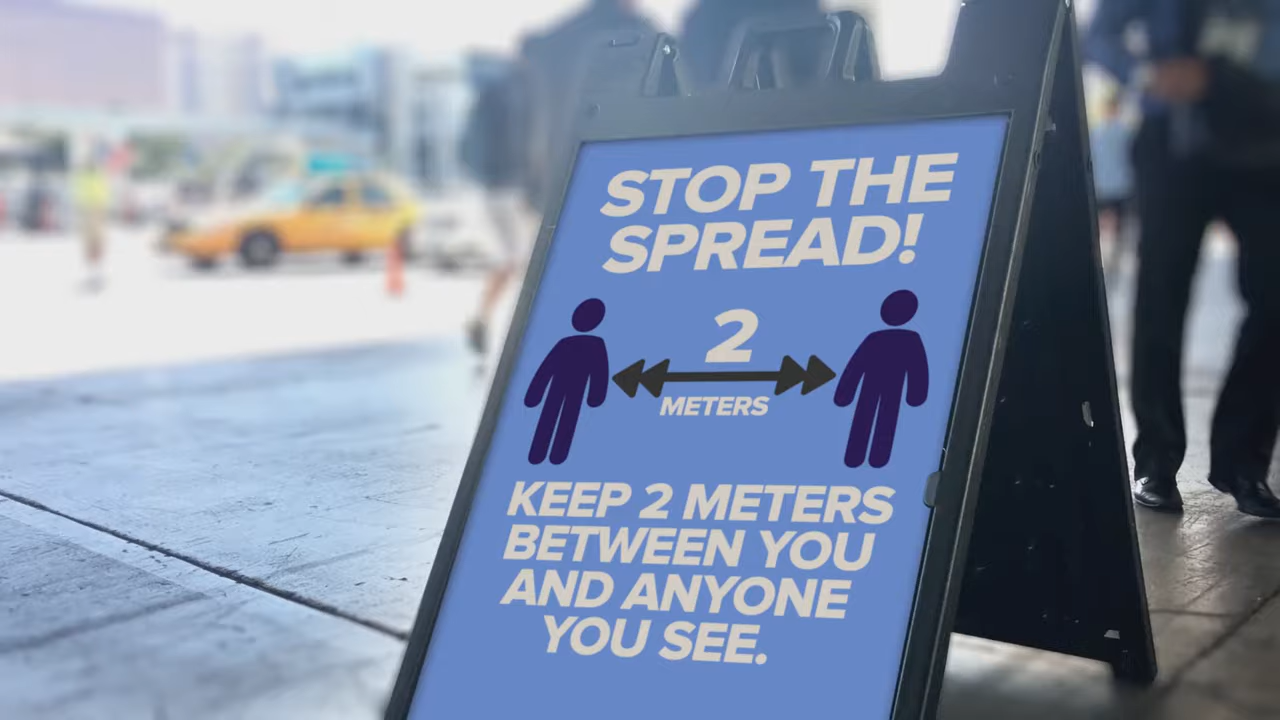 STOP THE
SPREAD!
2
METERS
KEEP 2 METERS
BETWEEN YOU
AND ANYONE
YOU SEE.